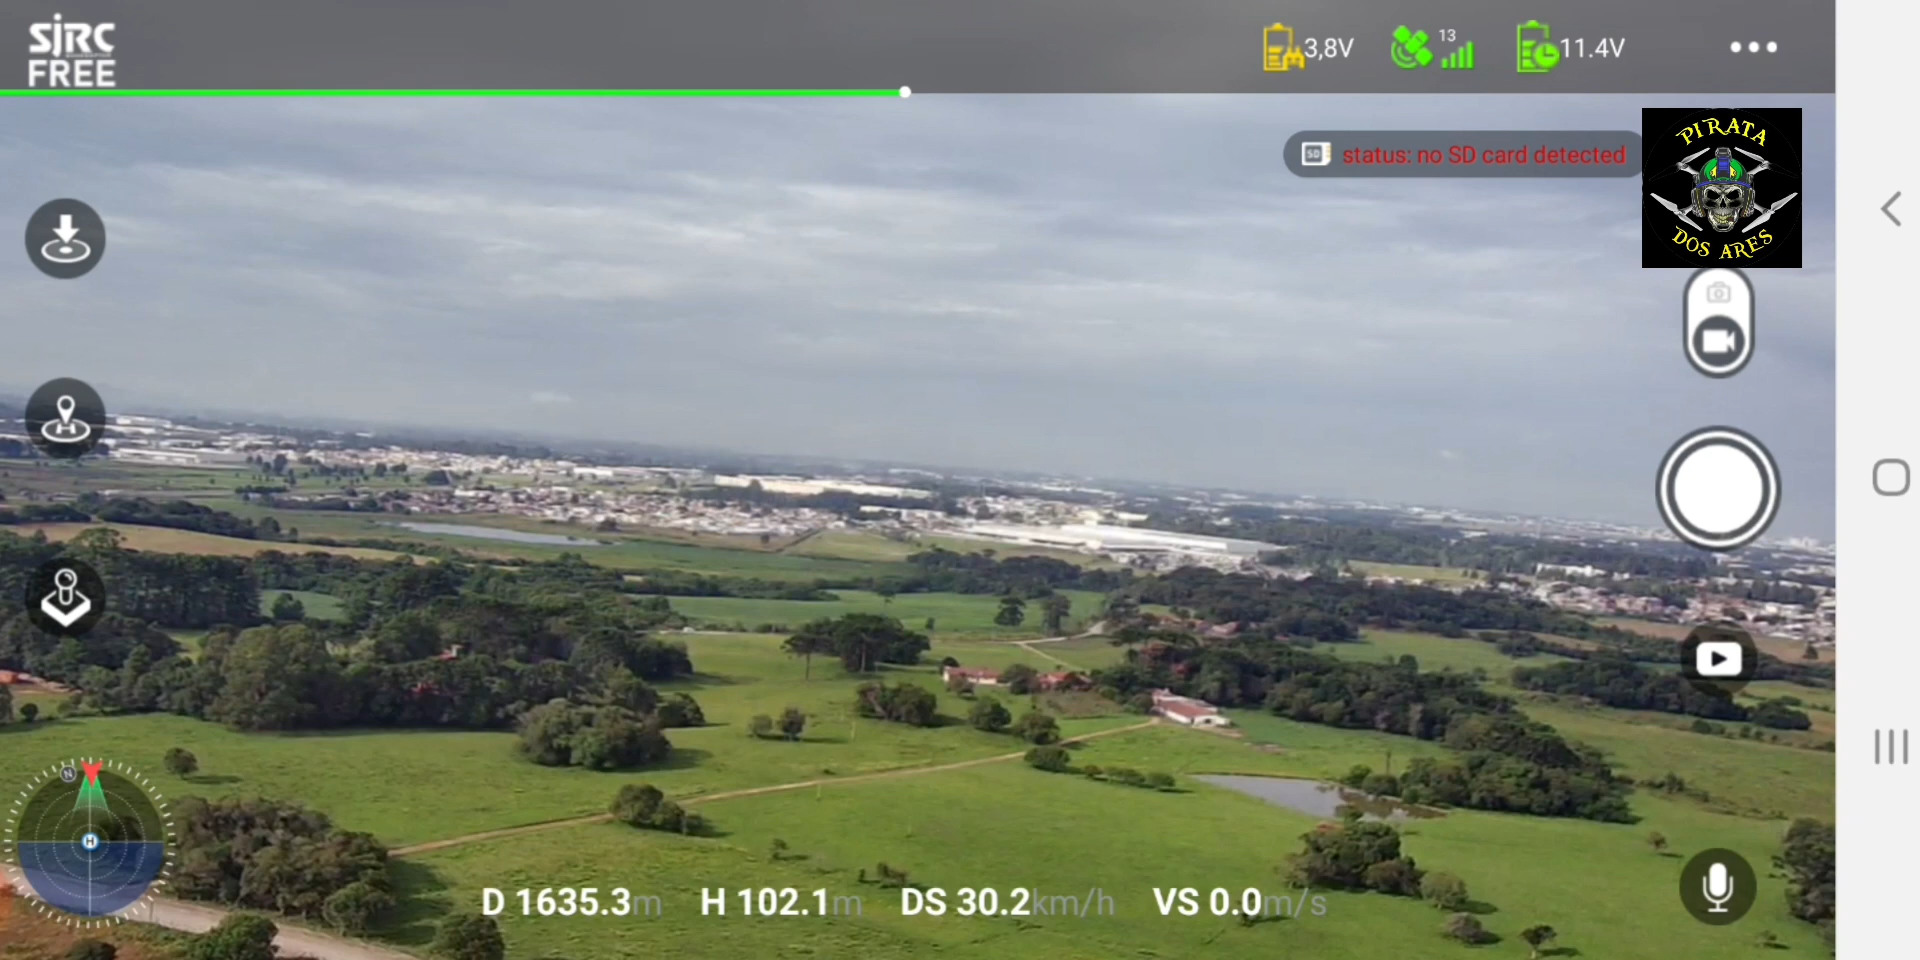 SJRC
FREE
3,8V
13
11.4V
SD
status: no SD card detected
PIRATA
DOS ARES
N
H
D 1635.3m H 102.1m DS 30.2km/h VS 0.0m/s